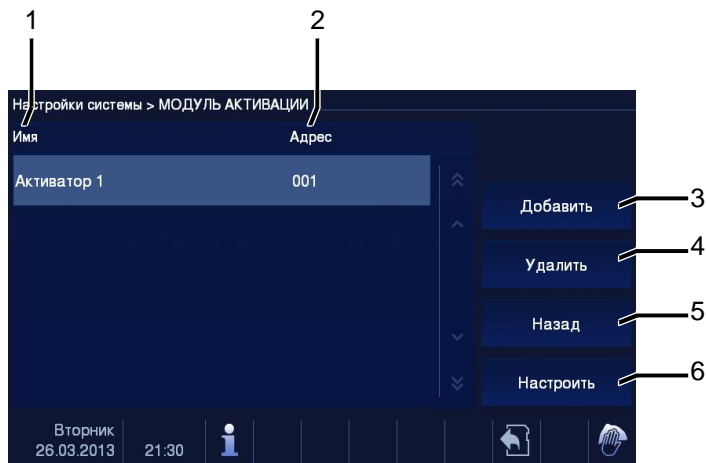 1 2
Настройки системы > МОДУЛЬ АКТИВАЦИИ
Имя Адрес
Активатор 1 001
Добавить 3
Удалить 4
Назад 5
Настроить 6
Вторник
26.03.2013 21:30